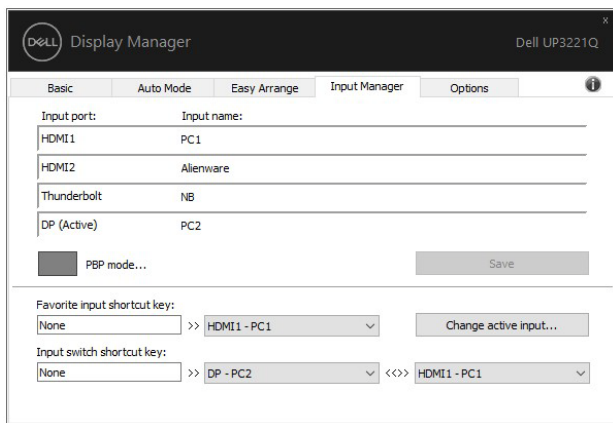 DELL Display Manager
x
Dell UP3221Q
Basic Auto Mode Easy Arrange Input Manager Options i
Input port: Input name:
HDMI1 PC1
HDMI2 Alienware
Thunderbolt NB
DP (Active) PC2
PBP mode... Save
Favorite input shortcut key:
None >> HDMI1 - PC1 Change active input...
Input switch shortcut key:
None >> DP - PC2 <<>> HDMI1 - PC1